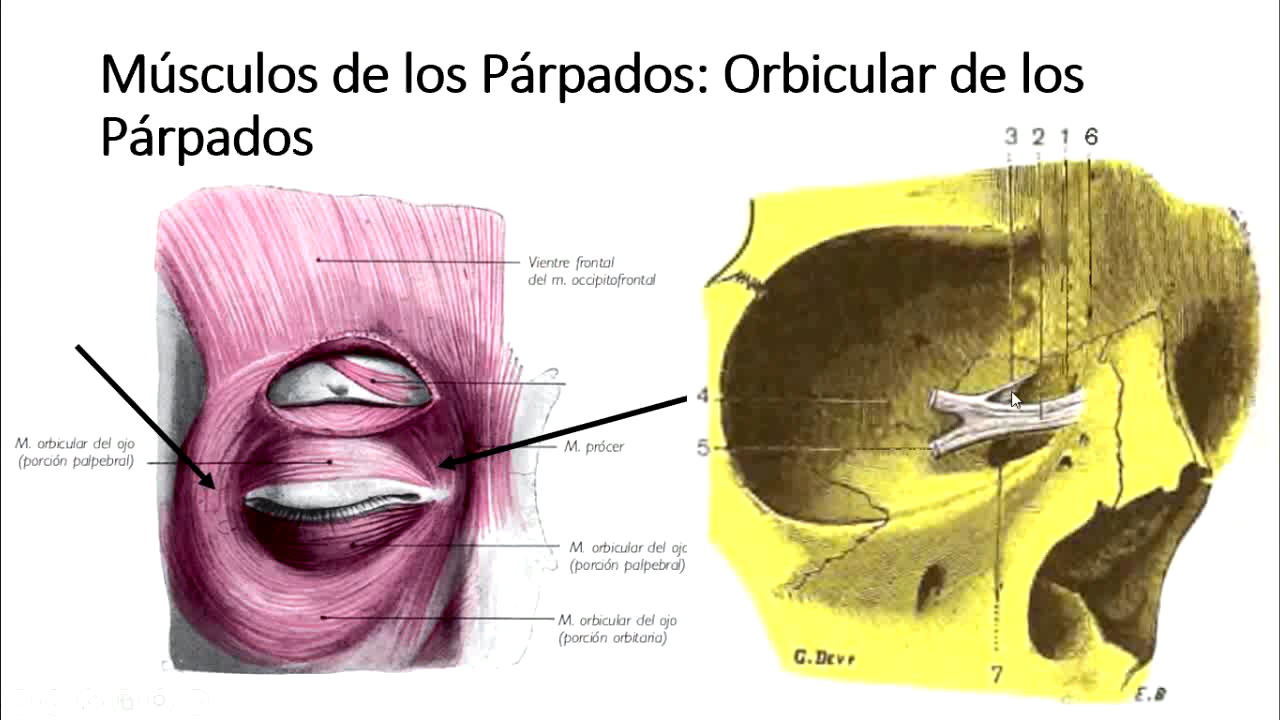 Músculos de los Párpados: Orbicular de los
Párpados
3 2 1 6
Vientre frontal
del m. occipitofrontal
4
M. orbicular del ojo
(porción palpebral)
M. prócer
5
M. orbicular del ojo
(porción palpebral)
M. orbicular del ojo
(porción orbitaria)
G. DEVY
7
E. B